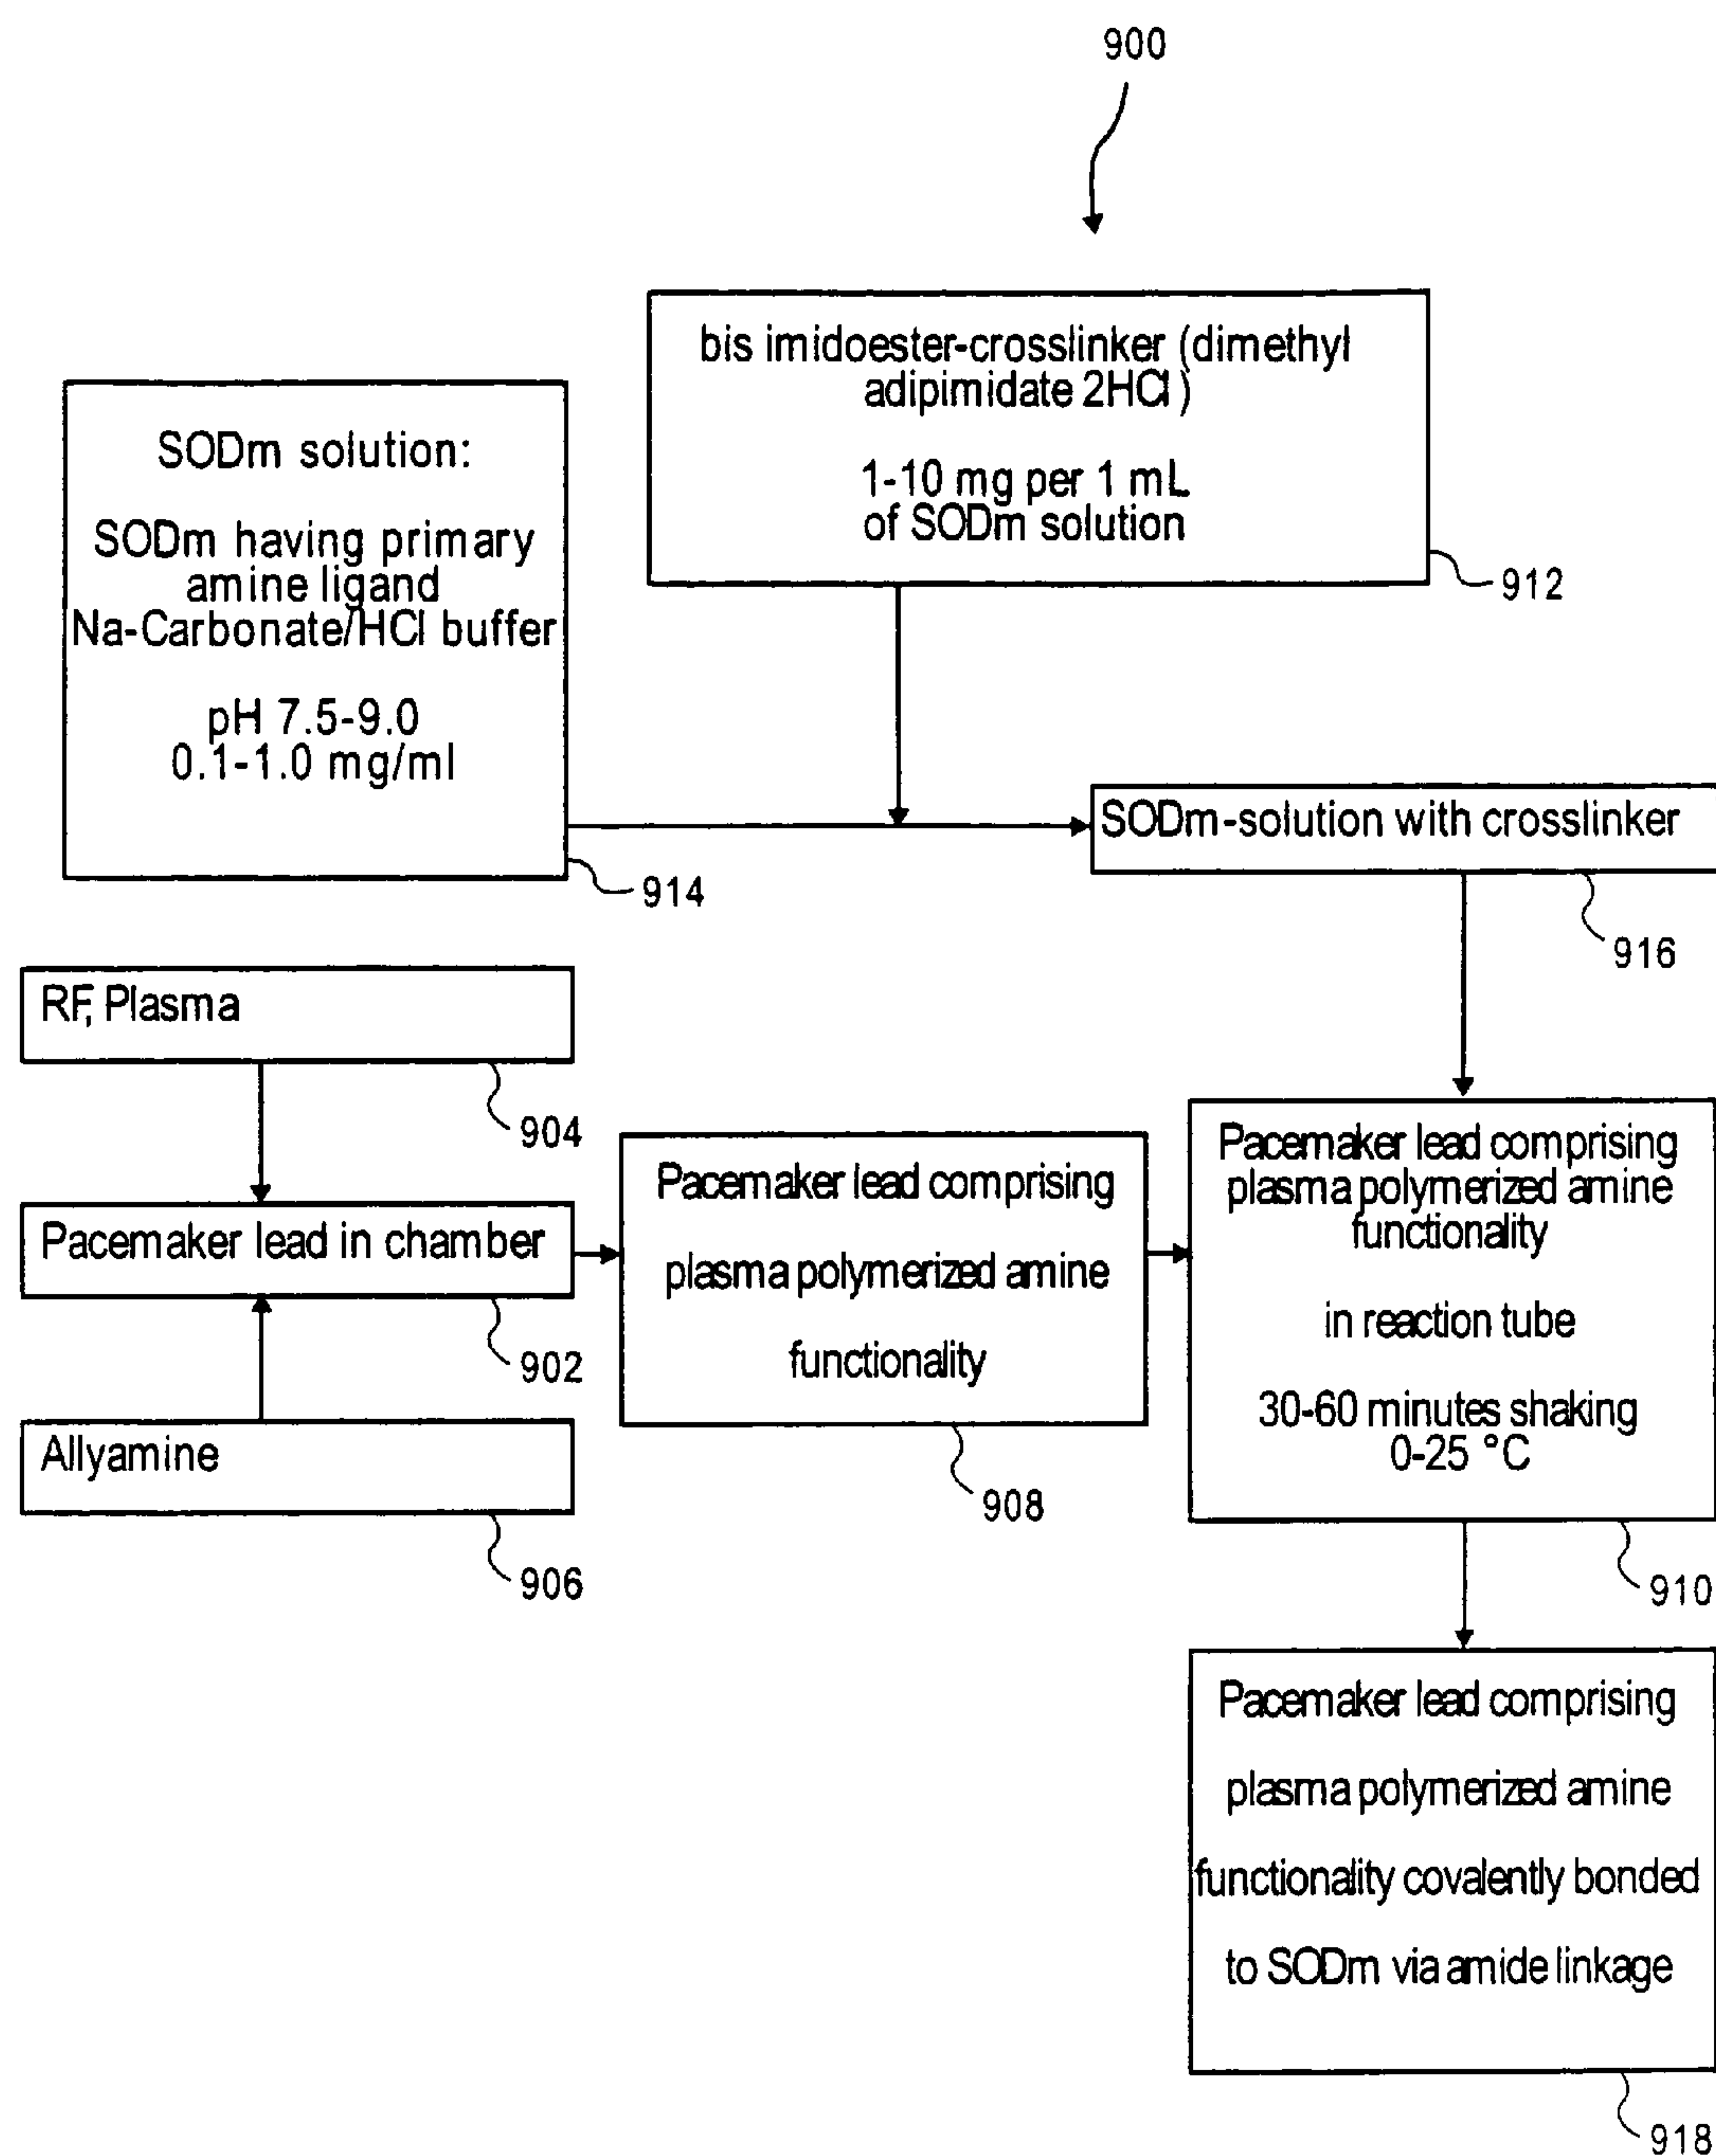 900
bis imidoester-crosslinker (dimethyl
adipimidate 2HCl)
1-10 mg per 1 mL
of SODm solution
912
SODm solution:
SODm having primary
amine ligand
Na-Carbonate/HCl buffer
pH 7.5-9.0
0.1-1.0 mg/ml
914
SODm-solution with crosslinker
916
RF, Plasma
904
Pacemaker lead in chamber
902
Allyamine
906
Pacemaker lead comprising
plasma polymerized amine
functionality
908
Pacemaker lead comprising
plasma polymerized amine
functionality
in reaction tube
30-60 minutes shaking
0-25 °C
910
Pacemaker lead comprising
plasma polymerized amine
functionality covalently bonded
to SODm via amide linkage
918